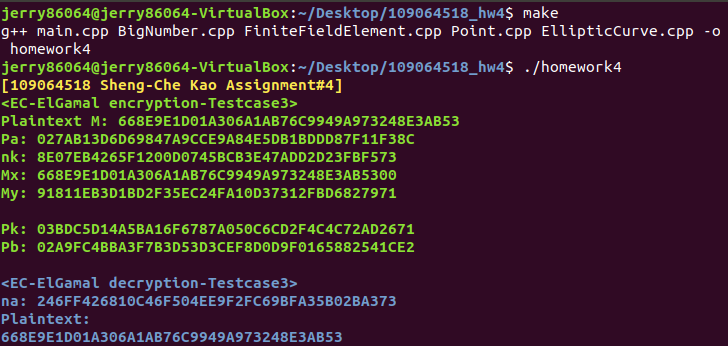 jerry86064@jerry86064-VirtualBox:~/Desktop/109064518_hw4$ make
g++ main.cpp BigNumber.cpp FiniteFieldElement.cpp Point.cpp EllipticCurve.cpp -o
 homework4
jerry86064@jerry86064-VirtualBox:~/Desktop/109064518_hw4$ ./homework4
[109064518 Sheng-Che Kao Assignment#4]
<EC-ElGamal encryption-Testcase3>
Plaintext M: 668E9E1D01A306A1AB76C9949A973248E3AB53
Pa: 027AB13D6D69847A9CCE9A84E5DB1BDDD87F11F38C
nk: 8E07EB4265F1200D0745BCB3E47ADD2D23FBF573
Mx: 668E9E1D01A306A1AB76C9949A973248E3AB5300
My: 91811EB3D1BD2F35EC24FA10D37312FBD6827971

Pk: 03BDC5D14A5BA16F6787A050C6CD2F4C4C72AD2671
Pb: 02A9FC4BBA3F7B3D53D3CEF8D0D9F0165882541CE2

<EC-ElGamal decryption-Testcase3>
na: 246FF426810C46F504EE9F2FC69BFA35B02BA373
Plaintext:
668E9E1D01A306A1AB76C9949A973248E3AB53